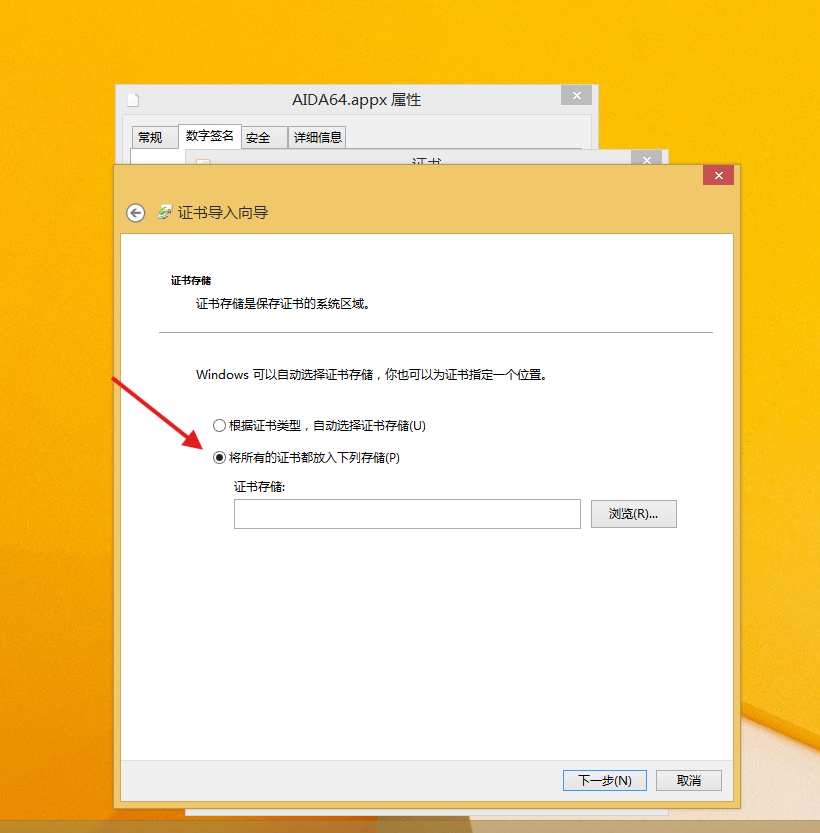 AIDA64.appx 属性
常规
数字签名
安全
详细信息
证书
证书导入向导
证书存储
证书存储是保存证书的系统区域。
Windows 可以自动选择证书存储，你也可以为证书指定一个位置。
根据证书类型，自动选择证书存储(U)
将所有的证书都放入下列存储(P)
证书存储:
浏览(R)...
下一步(N)
取消